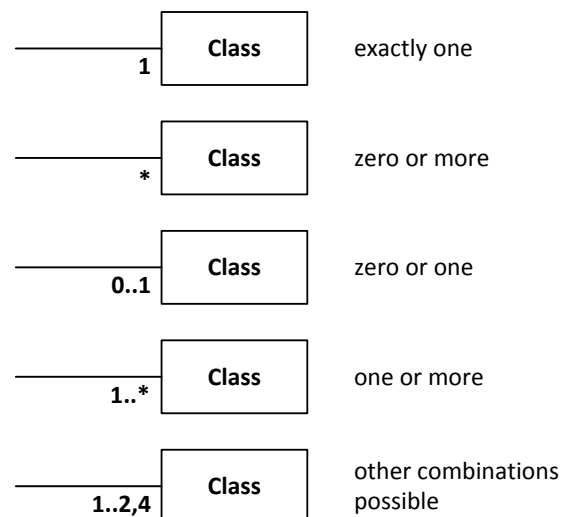 Class
exactly one
1
Class
zero or more
*
Class
zero or one
0..1
Class
one or more
1..*
Class
other combinations
possible
1..2,4